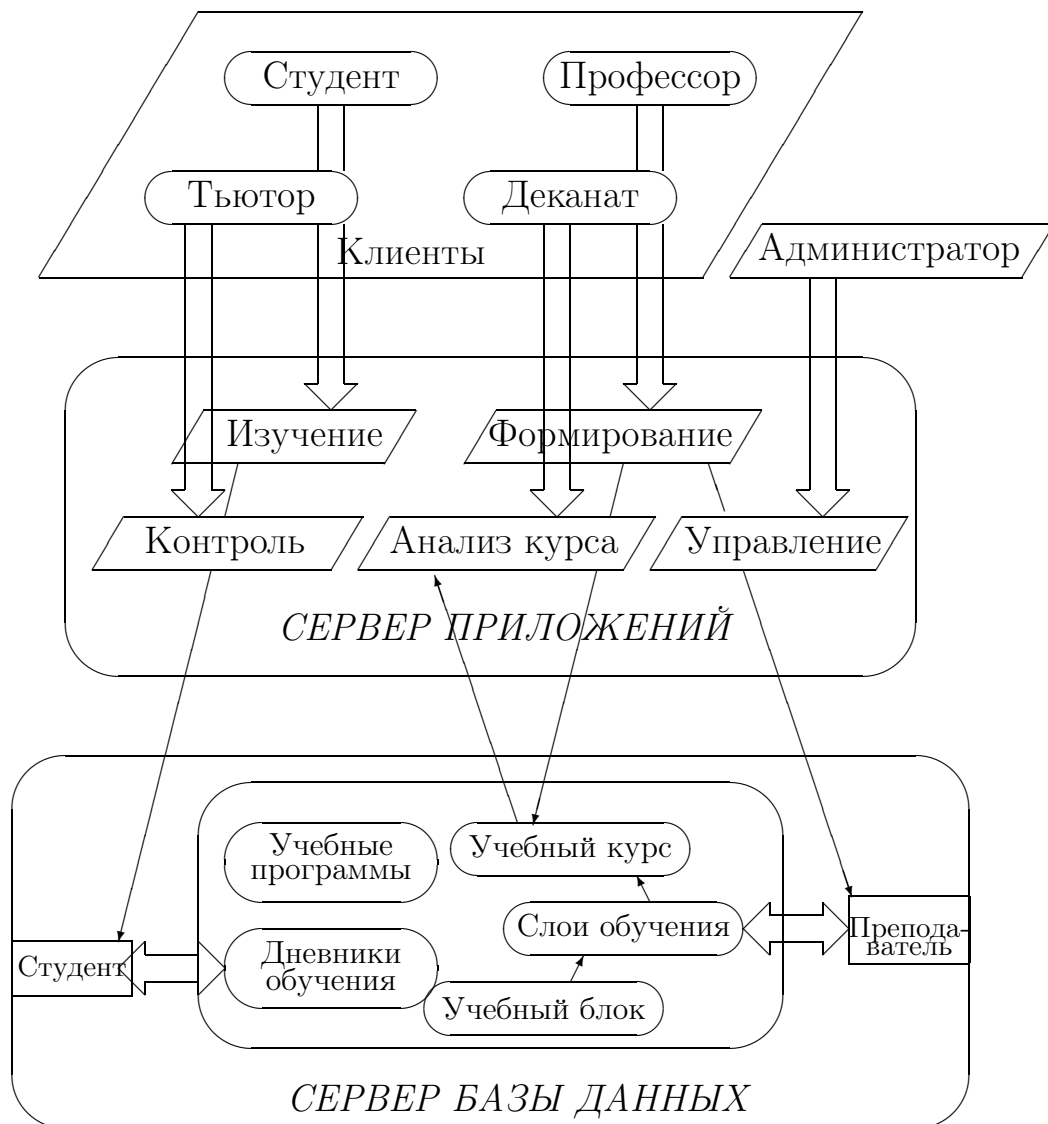 Студент
Профессор
Тьютор
Деканат
Клиенты
Администратор
Изучение
Формирование
Контроль
Анализ курса
Управление
СЕРВЕР ПРИЛОЖЕНИЙ
Учебные
программы
Учебный курс
Слои обучения
Препода-
ватель
Студент
Дневники
обучения
Учебный блок
СЕРВЕР БАЗЫ ДАННЫХ